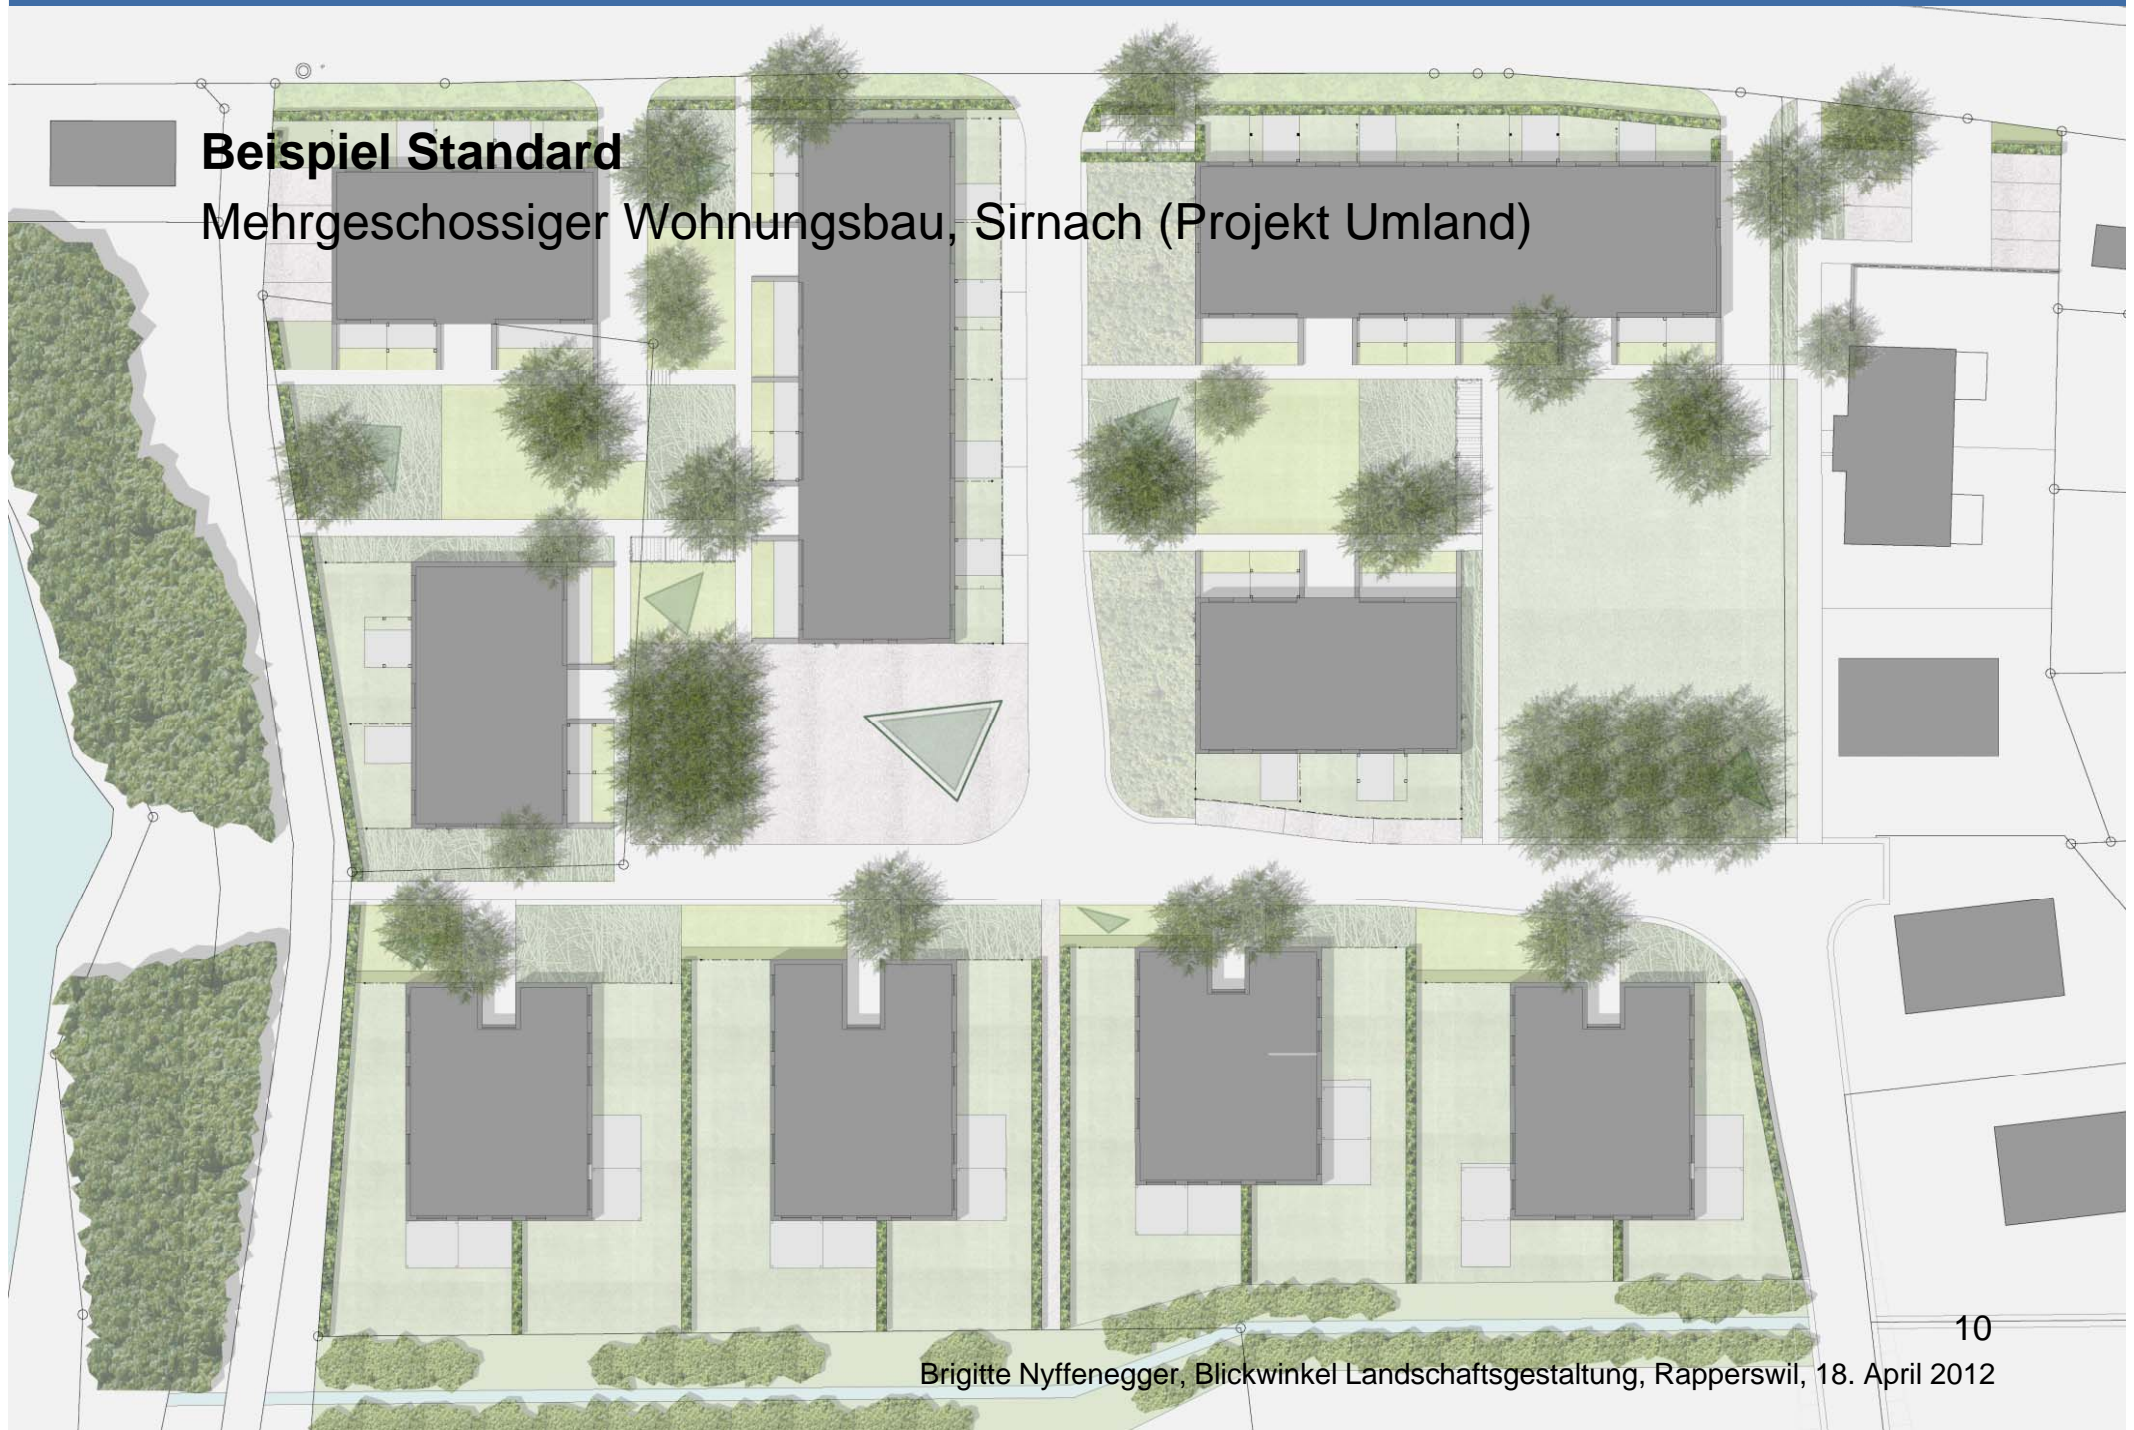 Beispiel Standard
Mehrgeschossiger Wohnungsbau, Sirnach (Projekt Umland)
10
Brigitte Nyffenegger, Blickwinkel Landschaftsgestaltung, Rapperswil, 18. April 2012